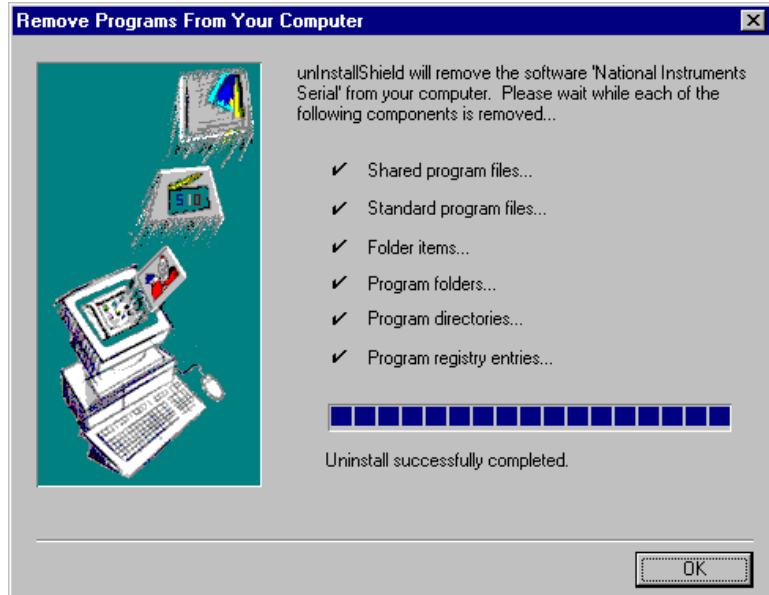 Remove Programs From Your Computer
unInstallShield will remove the software 'National Instruments
Serial' from your computer. Please wait while each of the
following components is removed...
✔ Shared program files...
✔ Standard program files...
✔ Folder items...
✔ Program folders...
✔ Program directories...
✔ Program registry entries...
Uninstall successfully completed.
OK